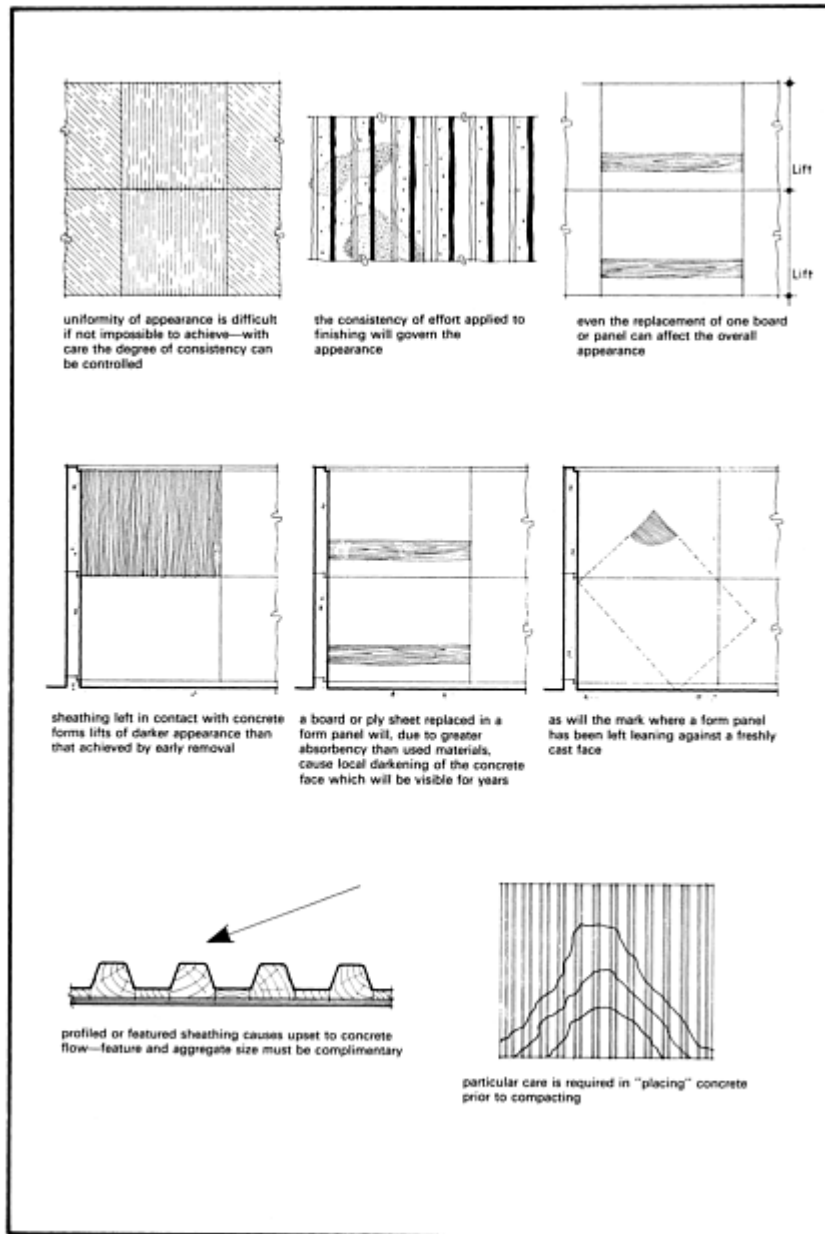 Lift
Lift
uniformity of appearance is difficult
if not impossible to achieve—with
care the degree of consistency can
be controlled
the consistency of effort applied to
finishing will govern the
appearance
even the replacement of one board
or panel can affect the overall
appearance
sheathing left in contact with concrete
forms lifts of darker appearance than
that achieved by early removal
a board or ply sheet replaced in a
form panel will, due to greater
absorbency than used materials,
cause local darkening of the concrete
face which will be visible for years
as will the mark where a form panel
has been left leaning against a freshly
cast face
profiled or featured sheathing causes upset to concrete
flow—feature and aggregate size must be complimentary
particular care is required in "placing" concrete
prior to compacting